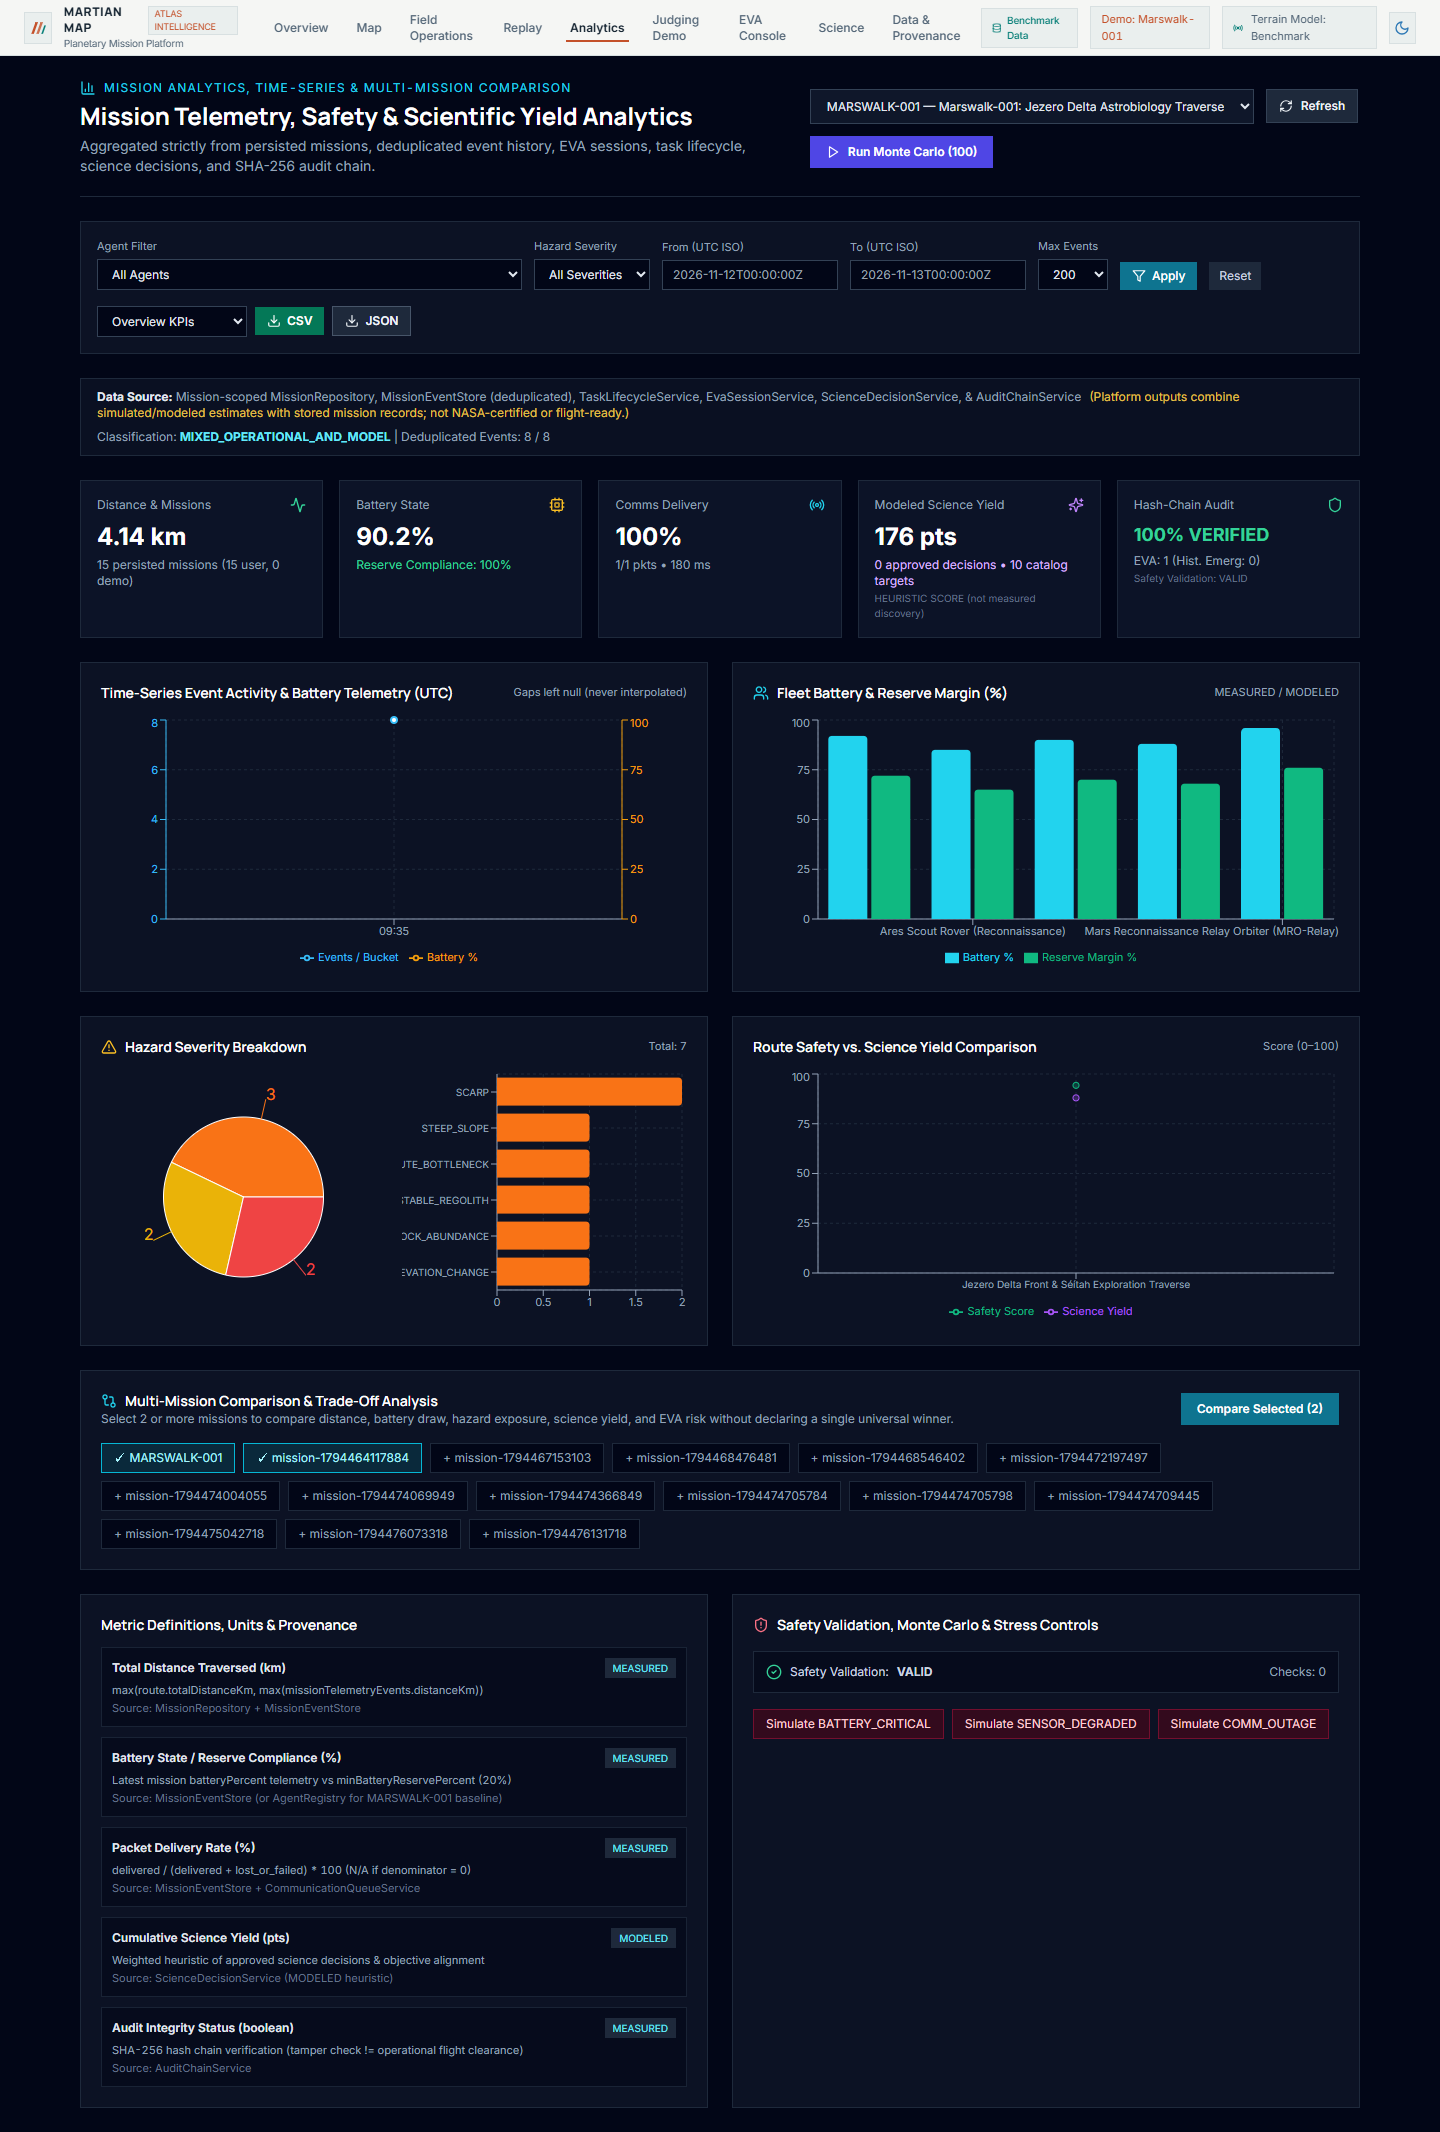 MARTIAN MAP
ATLAS INTELLIGENCE
Planetary Mission Platform
Overview
Map
Field Operations
Replay
Analytics
Judging Demo
EVA Console
Science
Data & Provenance
Benchmark Data
Demo: Marswalk-001
Terrain Model: Benchmark
MISSION ANALYTICS, TIME-SERIES & MULTI-MISSION COMPARISON
Mission Telemetry, Safety & Scientific Yield Analytics
Aggregated strictly from persisted missions, deduplicated event history, EVA sessions, task lifecycle,
science decisions, and SHA-256 audit chain.
MARSWALK-001 — Marswalk-001: Jezero Delta Astrobiology Traverse
Refresh
Run Monte Carlo (100)
Agent Filter
All Agents
Hazard Severity
All Severities
From (UTC ISO)
2026-11-12T00:00:00Z
To (UTC ISO)
2026-11-13T00:00:00Z
Max Events
200
Apply
Reset
Overview KPIs
CSV
JSON
Data Source: Mission-scoped MissionRepository, MissionEventStore (deduplicated), TaskLifecycleService, EvaSessionService, ScienceDecisionService, & AuditChainService (Platform outputs combine
simulated/modeled estimates with stored mission records; not NASA-certified or flight-ready.)
Classification: MIXED_OPERATIONAL_AND_MODEL | Deduplicated Events: 8 / 8
Distance & Missions
4.14 km
15 persisted missions (15 user, 0
demo)
Battery State
90.2%
Reserve Compliance: 100%
Comms Delivery
100%
1/1 pkts • 180 ms
Modeled Science Yield
176 pts
0 approved decisions • 10 catalog
targets
HEURISTIC SCORE (not measured
discovery)
Hash-Chain Audit
100% VERIFIED
EVA: 1 (Hist. Emerg: 0)
Safety Validation: VALID
Time-Series Event Activity & Battery Telemetry (UTC)
Gaps left null (never interpolated)
8
6
4
2
0
100
75
50
25
0
09:35
Events / Bucket
Battery %
Fleet Battery & Reserve Margin (%)
MEASURED / MODELED
100
75
50
25
0
Ares Scout Rover (Reconnaissance)
Mars Reconnaissance Relay Orbiter (MRO-Relay)
Battery %
Reserve Margin %
Hazard Severity Breakdown
Total: 7
3
2
2
SCARP
STEEP_SLOPE
UTE_BOTTLENECK
STABLE_REGOLITH
OCK_ABUNDANCE
EVATION_CHANGE
0
0.5
1
1.5
2
Route Safety vs. Science Yield Comparison
Score (0–100)
100
75
50
25
0
Jezero Delta Front & Séítah Exploration Traverse
Safety Score
Science Yield
Multi-Mission Comparison & Trade-Off Analysis
Select 2 or more missions to compare distance, battery draw, hazard exposure, science yield, and EVA risk without declaring a single universal winner.
Compare Selected (2)
✓ MARSWALK-001
✓ mission-1794464117884
+ mission-1794467153103
+ mission-1794468476481
+ mission-1794468546402
+ mission-1794472197497
+ mission-1794474004055
+ mission-1794474069949
+ mission-1794474366849
+ mission-1794474705784
+ mission-1794474705798
+ mission-1794474709445
+ mission-1794475042718
+ mission-1794476073318
+ mission-1794476131718
Metric Definitions, Units & Provenance
Total Distance Traversed (km)
MEASURED
max(route.totalDistanceKm, max(missionTelemetryEvents.distanceKm))
Source: MissionRepository + MissionEventStore
Battery State / Reserve Compliance (%)
MEASURED
Latest mission batteryPercent telemetry vs minBatteryReservePercent (20%)
Source: MissionEventStore (or AgentRegistry for MARSWALK-001 baseline)
Packet Delivery Rate (%)
MEASURED
delivered / (delivered + lost_or_failed) * 100 (N/A if denominator = 0)
Source: MissionEventStore + CommunicationQueueService
Cumulative Science Yield (pts)
MODELED
Weighted heuristic of approved science decisions & objective alignment
Source: ScienceDecisionService (MODELED heuristic)
Audit Integrity Status (boolean)
MEASURED
SHA-256 hash chain verification (tamper check != operational flight clearance)
Source: AuditChainService
Safety Validation, Monte Carlo & Stress Controls
Safety Validation: VALID
Checks: 0
Simulate BATTERY_CRITICAL
Simulate SENSOR_DEGRADED
Simulate COMM_OUTAGE